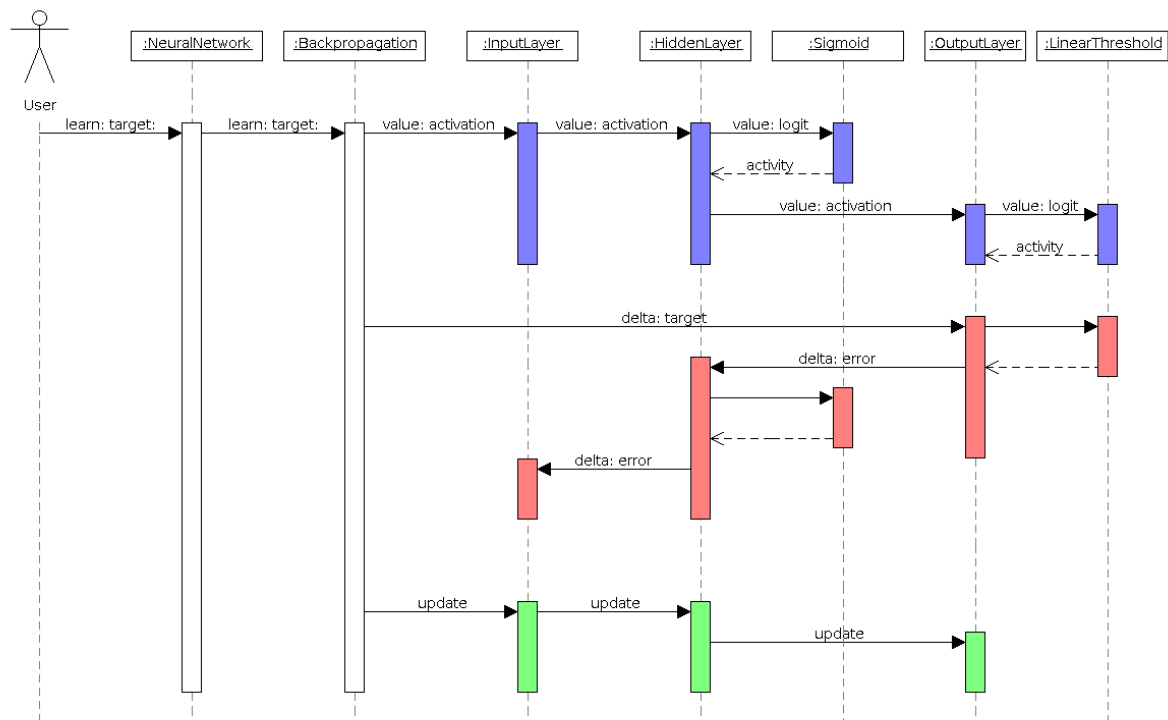 :NeuralNetwork
:Backpropagation
:InputLayer
:HiddenLayer
:Sigmoid
:OutputLayer
:LinearThreshold
User
learn: target:
learn: target:
value: activation
value: activation
value: logit
activity
value: activation
value: logit
activity
delta: target
delta: error
delta: error
update
update
update